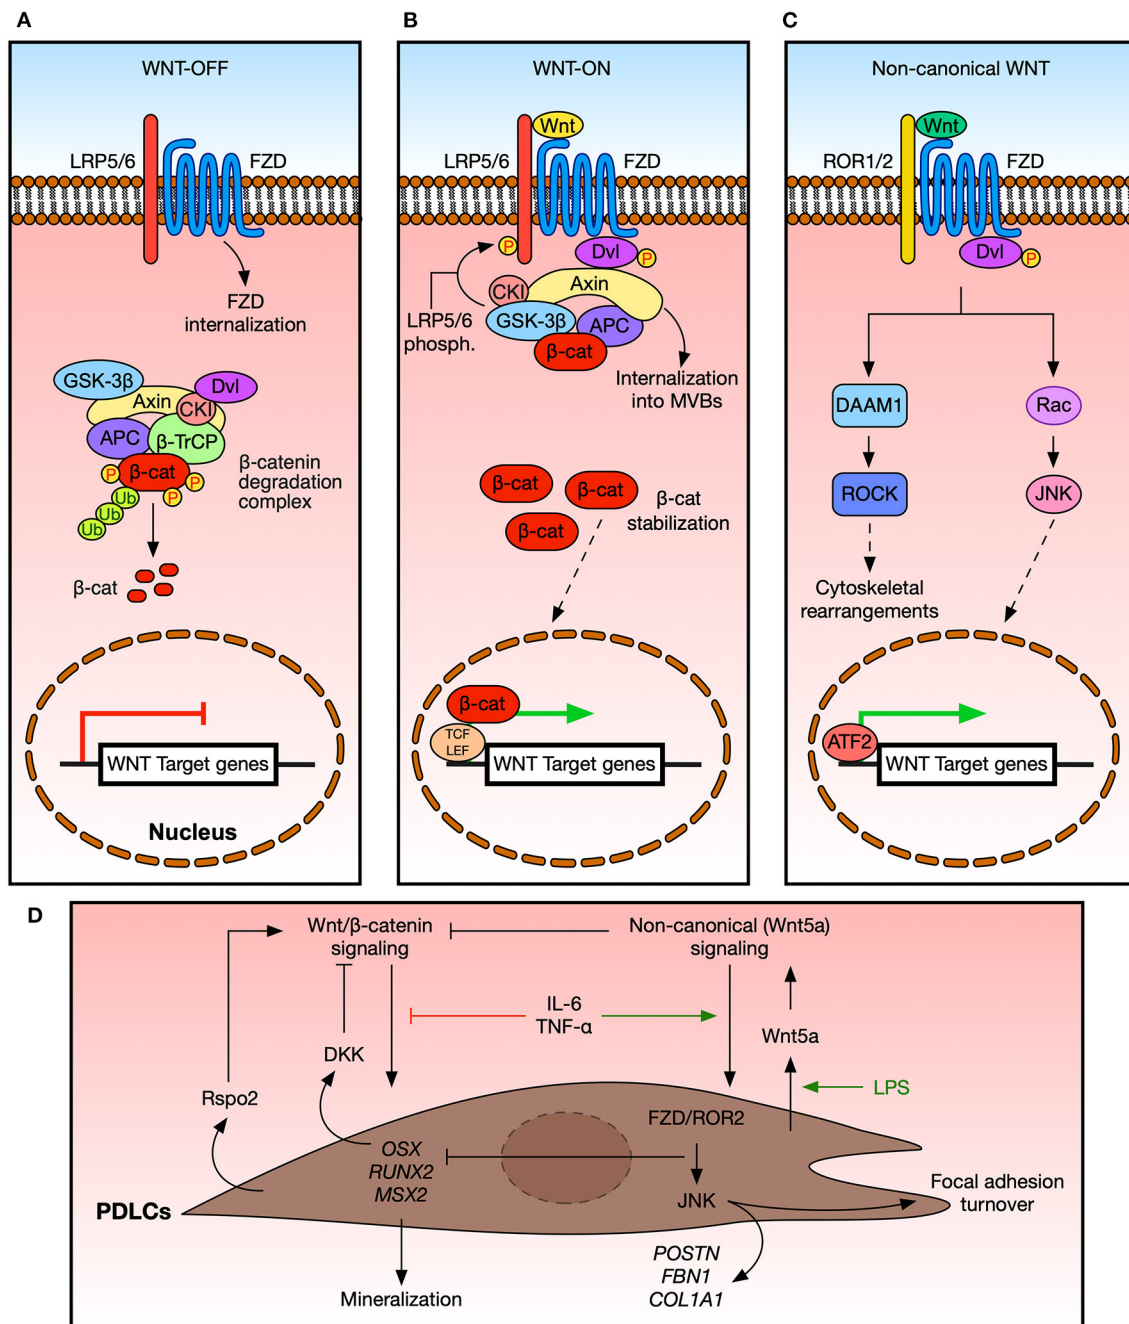 A
WNT-OFF
LRP5/6
FZD
FZD
internalization
GSK-3β
Dvl
Axin
CKI
APC
β-TrCP
P
β-cat
P
P
Ub
Ub
Ub
β-catenin
degradation
complex
β-cat
WNT Target genes
Nucleus
B
WNT-ON
Wnt
LRP5/6
FZD
P
Dvl
P
CKI
Axin
GSK-3β
APC
LRP5/6
phosph.
β-cat
Internalization
into MVBs
β-cat
β-cat
β-cat
β-cat
stabilization
β-cat
TCF
LEF
WNT Target genes
C
Non-canonical WNT
Wnt
ROR1/2
FZD
Dvl
P
DAAM1
Rac
ROCK
JNK
Cytoskeletal
rearrangements
ATF2
WNT Target genes
D
Wnt/β-catenin
signaling
Non-canonical (Wnt5a)
signaling
IL-6
TNF-α
Wnt5a
DKK
LPS
Rspo2
FZD/ROR2
OSX
RUNX2
MSX2
JNK
PDLCs
Focal adhesion
turnover
POSTN
FBN1
COL1A1
Mineralization